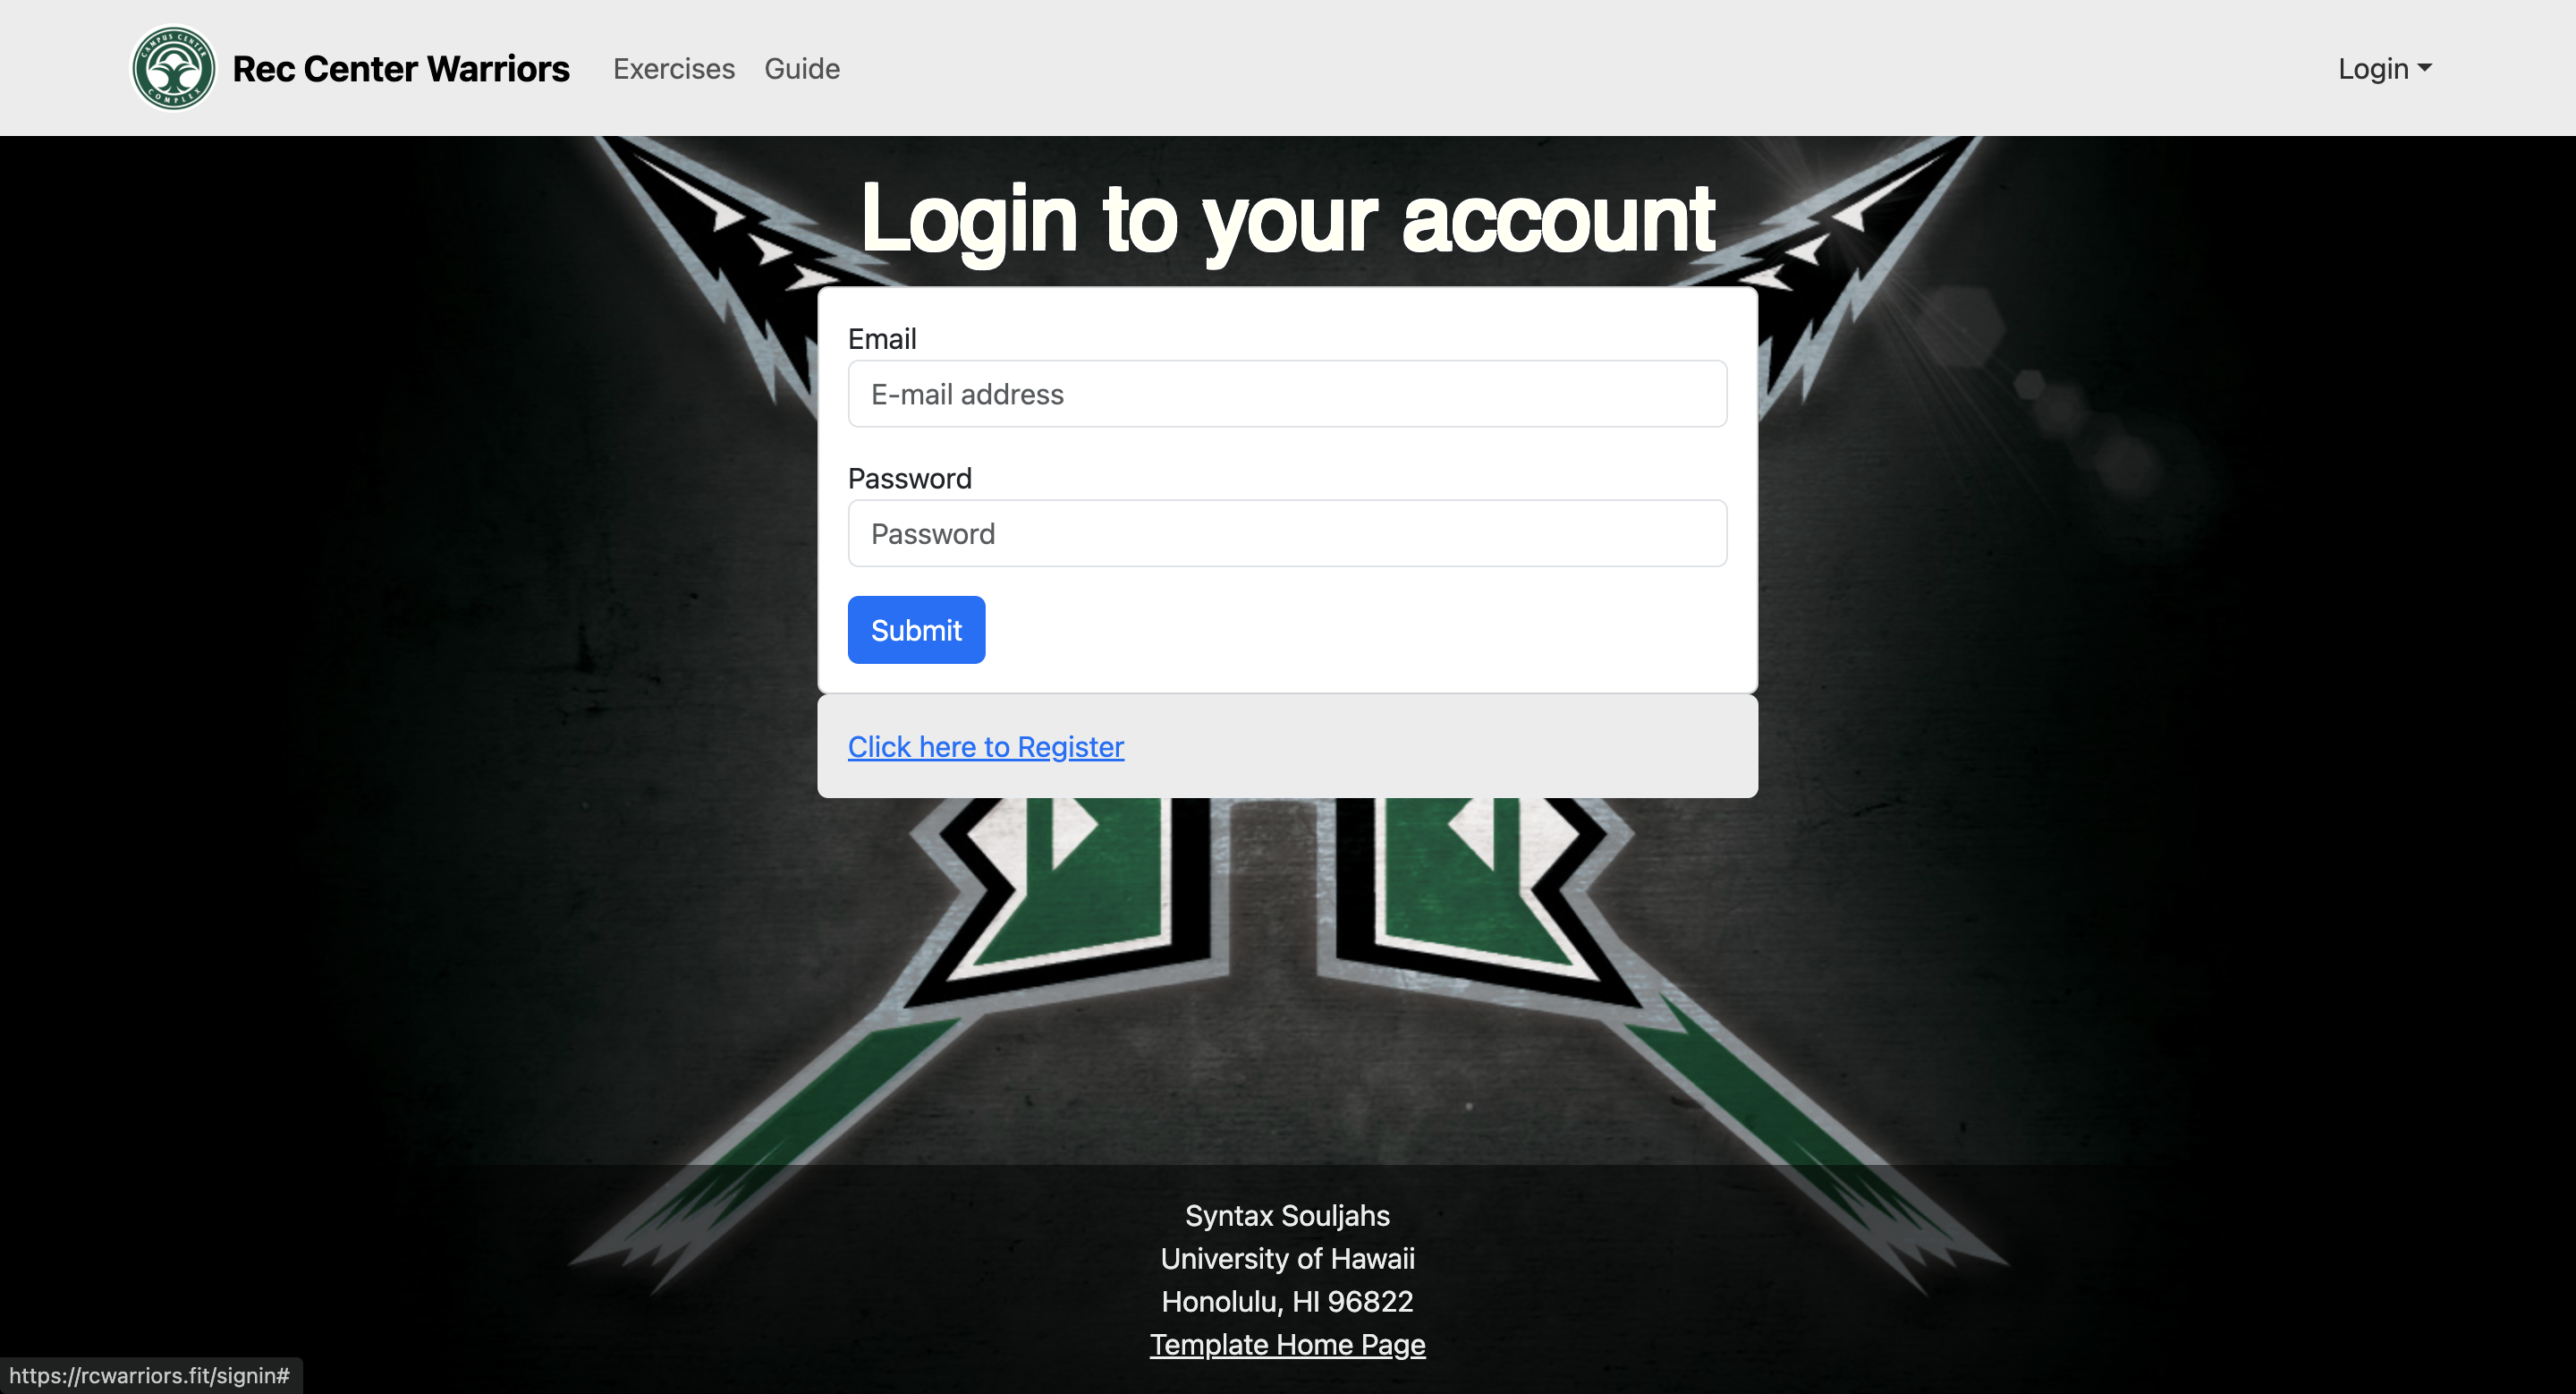 CAMPUS CENTER
COMPLEX
Rec Center Warriors
Exercises
Guide
Login
Login to your account
Email
E-mail address
Password
Password
Submit
Click here to Register
Syntax Souljahs
University of Hawaii
Honolulu, HI 96822
Template Home Page
https://rcwarriors.fit/signin#